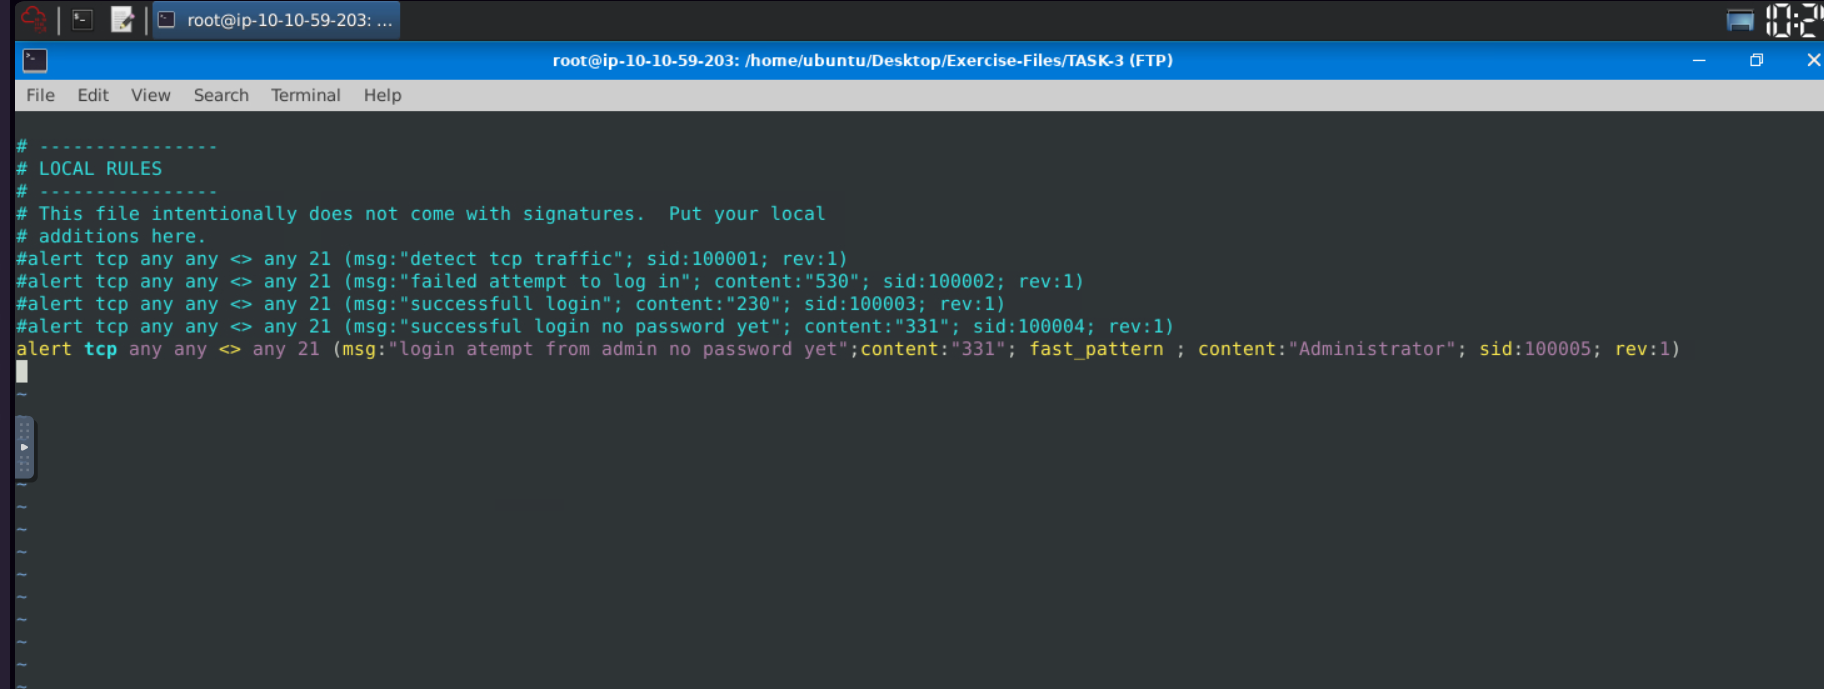 root@ip-10-10-59-203: ...
root@ip-10-10-59-203: /home/ubuntu/Desktop/Exercise-Files/TASK-3 (FTP)
File Edit View Search Terminal Help
# ----------------
# LOCAL RULES
# ----------------
# This file intentionally does not come with signatures.  Put your local
# additions here.
#alert tcp any any <> any 21 (msg:"detect tcp traffic"; sid:100001; rev:1)
#alert tcp any any <> any 21 (msg:"failed attempt to log in"; content:"530"; sid:100002; rev:1)
#alert tcp any any <> any 21 (msg:"successfull login"; content:"230"; sid:100003; rev:1)
#alert tcp any any <> any 21 (msg:"successful login no password yet"; content:"331"; sid:100004; rev:1)
alert tcp any any <> any 21 (msg:"login atempt from admin no password yet";content:"331"; fast_pattern ; content:"Administrator"; sid:100005; rev:1)
~
~
~
~
~
~
~
~
~
~
~